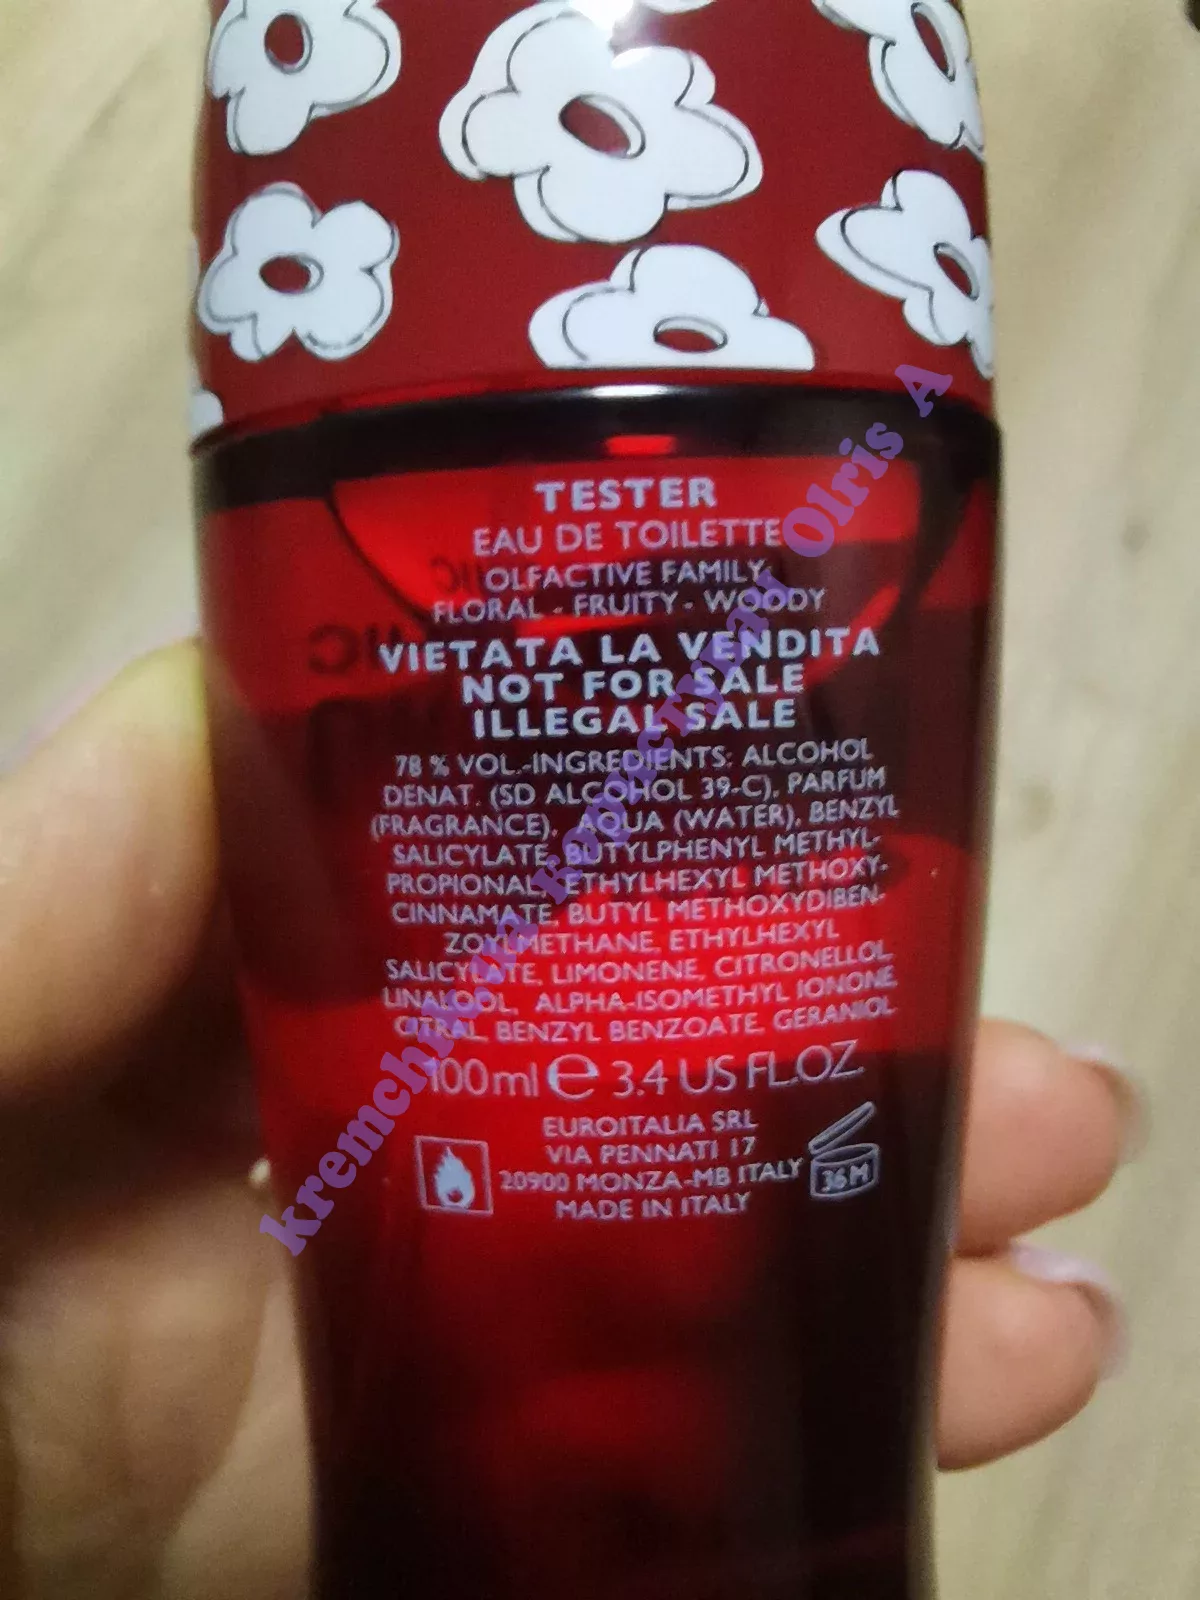 TESTER
EAU DE TOILETTE
OLFACTIVE FAMILY
FLORAL - FRUITY - WOODY
VIETATA LA VENDITA
NOT FOR SALE
ILLEGAL SALE
78 % VOL.-INGREDIENTS: ALCOHOL
DENAT. (SD ALCOHOL 39-C), PARFUM
(FRAGRANCE), AQUA (WATER), BENZYL
SALICYLATE, BUTYLPHENYL METHYL-
PROPIONAL, ETHYLHEXYL METHOXY-
CINNAMATE, BUTYL METHOXYDIBEN-
ZOYLMETHANE, ETHYLHEXYL
SALICYLATE, LIMONENE, CITRONELLOL,
LINALOOL, ALPHA-ISOMETHYL IONONE,
CITRAL, BENZYL BENZOATE, GERANIOL
100ml e 3.4 US FL.OZ.
EUROITALIA SRL
VIA PENNATI 17
20900 MONZA-MB ITALY
MADE IN ITALY
36M
kremchikuna Olris A